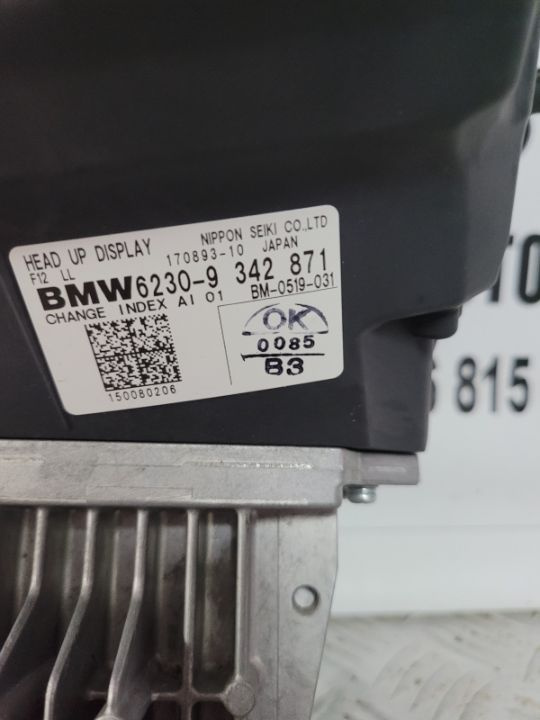 HEAD UP DISPLAY NIPPON SEIKI CO.,LTD
F12 LL 170893-10 JAPAN
BMW 6230-9 342 871
CHANGE INDEX AI 01 BM-0519-031
OK
0085
B3
150080206
TO
815